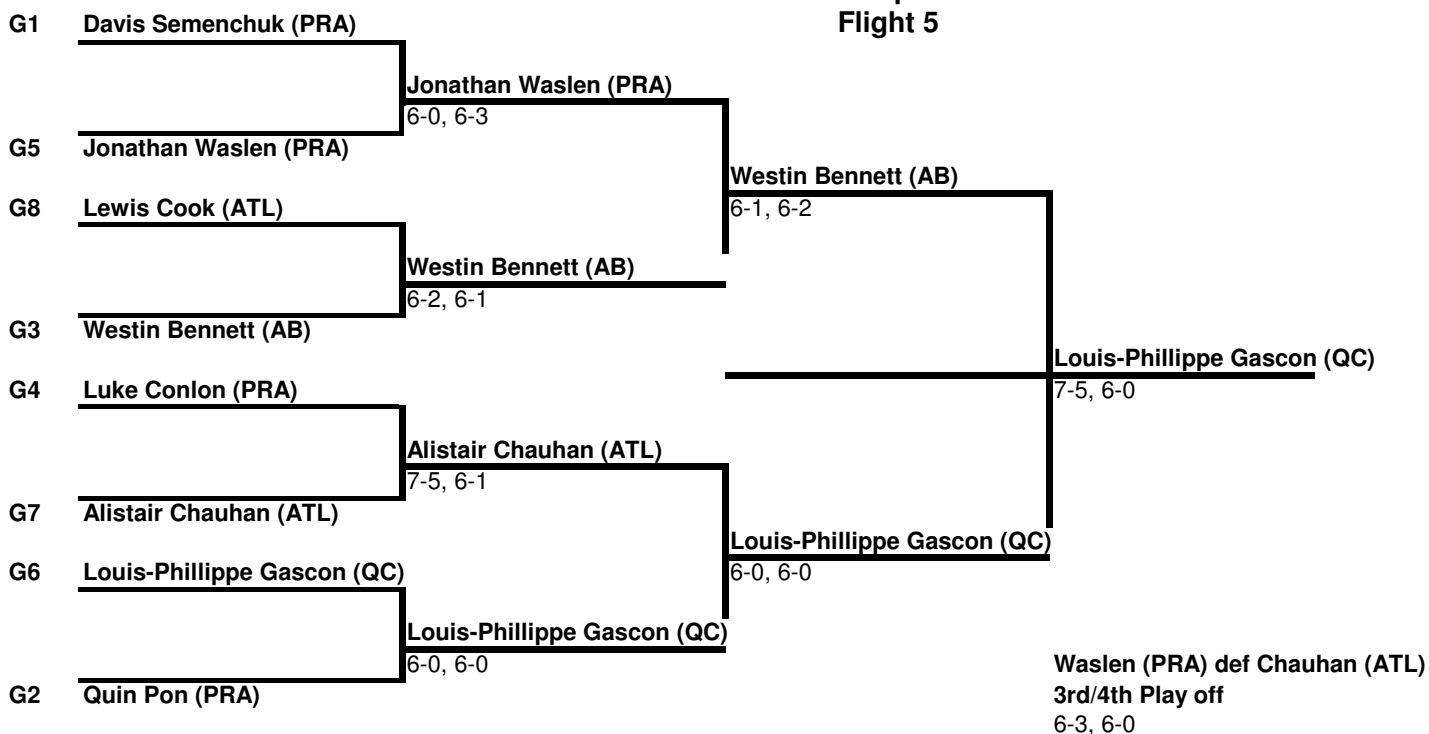 Flight 5
G1 Davis Semenchuk (PRA)
Jonathan Waslen (PRA)
6-0, 6-3
G5 Jonathan Waslen (PRA)
Westin Bennett (AB)
6-1, 6-2
G8 Lewis Cook (ATL)
Westin Bennett (AB)
6-2, 6-1
G3 Westin Bennett (AB)
Louis-Phillippe Gascon (QC)
7-5, 6-0
G4 Luke Conlon (PRA)
Alistair Chauhan (ATL)
7-5, 6-1
G7 Alistair Chauhan (ATL)
Louis-Phillippe Gascon (QC)
6-0, 6-0
G6 Louis-Phillippe Gascon (QC)
Louis-Phillippe Gascon (QC)
6-0, 6-0
G2 Quin Pon (PRA)
Waslen (PRA) def Chauhan (ATL)
3rd/4th Play off
6-3, 6-0